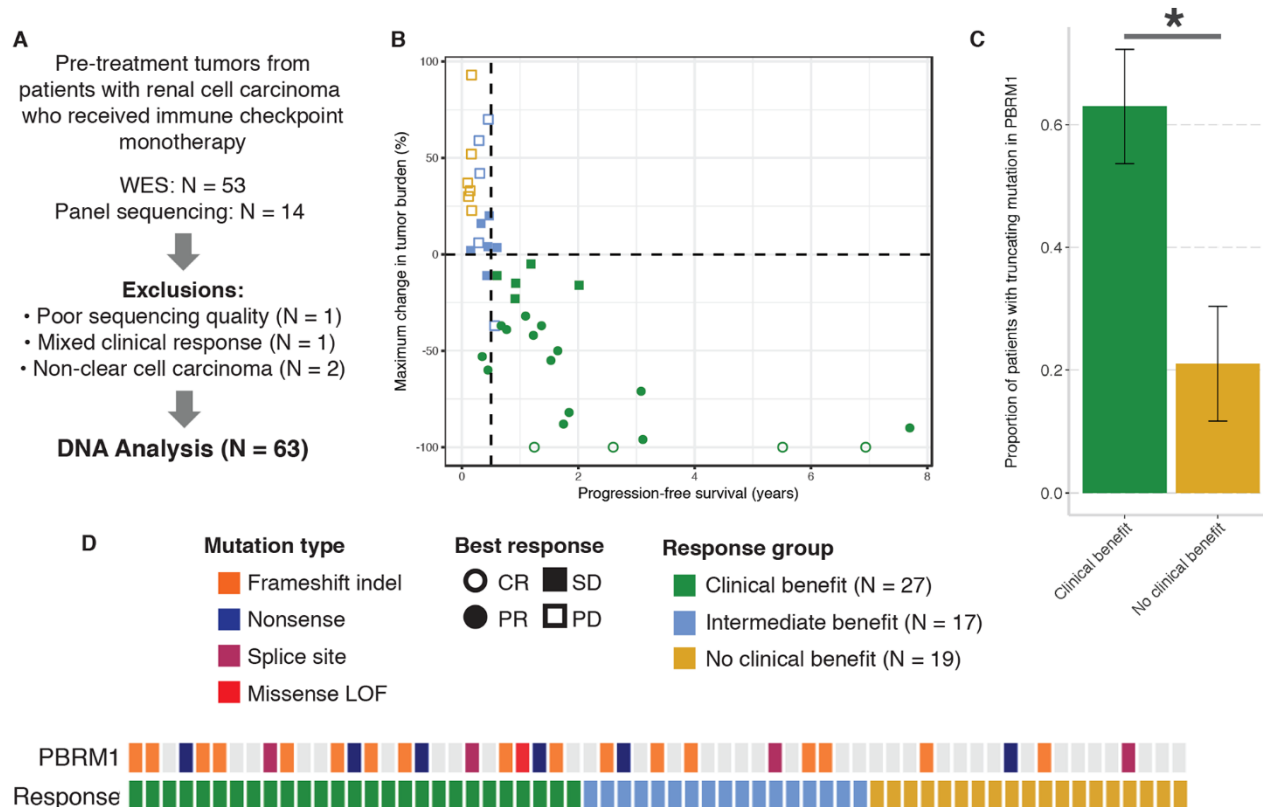 A
Pre-treatment tumors from
patients with renal cell carcinoma
who received immune checkpoint
monotherapy
WES: N = 53
Panel sequencing: N = 14
Exclusions:
• Poor sequencing quality (N = 1)
• Mixed clinical response (N = 1)
• Non-clear cell carcinoma (N = 2)
DNA Analysis (N = 63)
B
Maximum change in tumor burden (%)
100
50
0
-50
-100
0
2
4
6
8
Progression-free survival (years)
C
*
Proportion of patients with truncating mutation in PBRM1
0.6
0.4
0.2
0.0
Clinical benefit
No clinical benefit
D
Mutation type
Frameshift indel
Nonsense
Splice site
Missense LOF
Best response
CR
SD
PR
PD
Response group
Clinical benefit (N = 27)
Intermediate benefit (N = 17)
No clinical benefit (N = 19)
PBRM1
Response